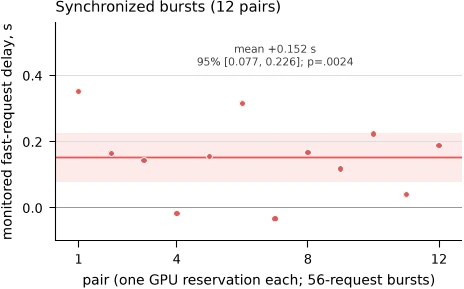 Synchronized bursts (12 pairs)
mean +0.152 s
95% [0.077, 0.226]; p=.0024
monitored fast-request delay, s
0.4
0.2
0.0
1
4
8
12
pair (one GPU reservation each; 56-request bursts)